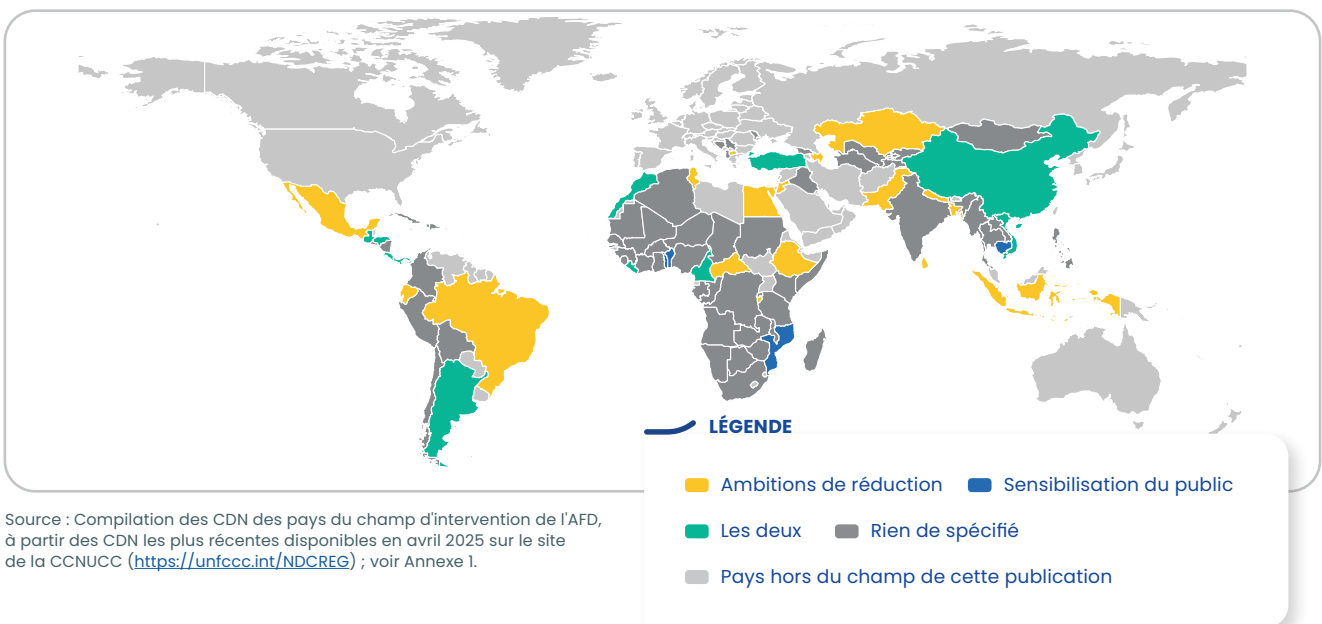 LÉGENDE
Ambitions de réduction
Sensibilisation du public
Les deux
Rien de spécifié
Pays hors du champ de cette publication
Source : Compilation des CDN des pays du champ d'intervention de l'AFD,
à partir des CDN les plus récentes disponibles en avril 2025 sur le site
de la CCNUCC (https://unfccc.int/NDCREG) ; voir Annexe 1.